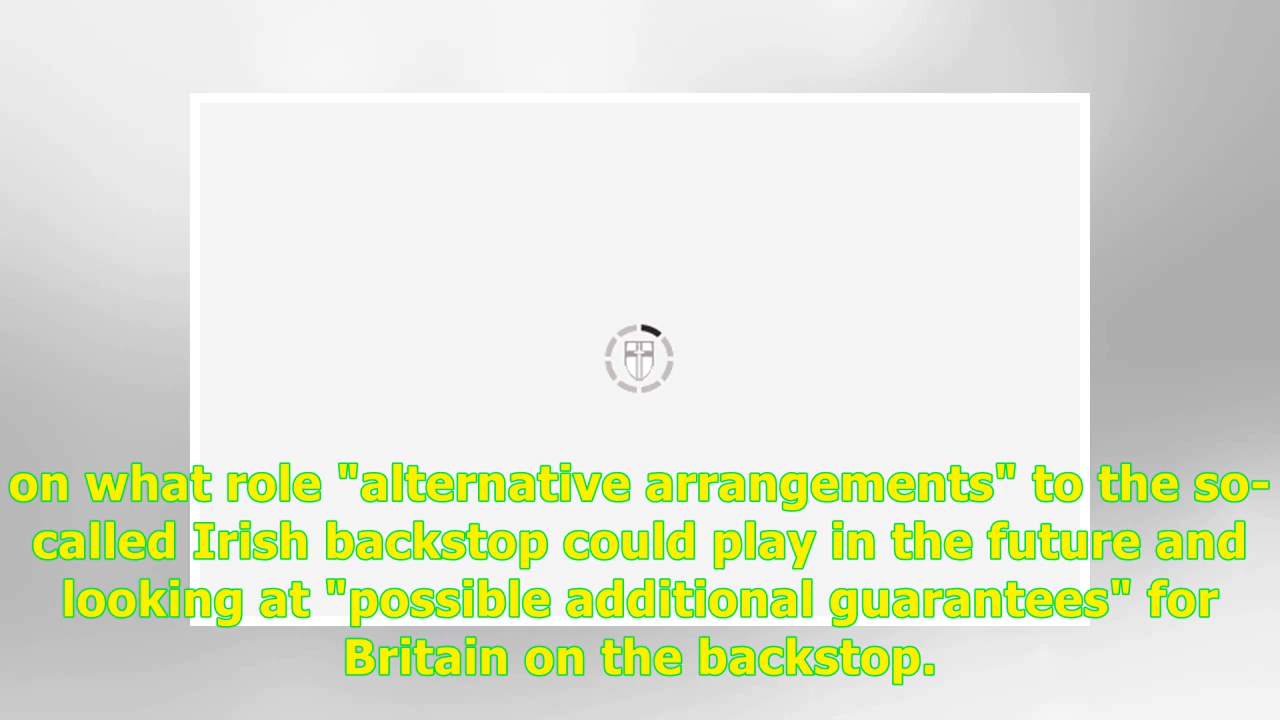 on what role "alternative arrangements" to the so-
called Irish backstop could play in the future and
looking at "possible additional guarantees" for
Britain on the backstop.